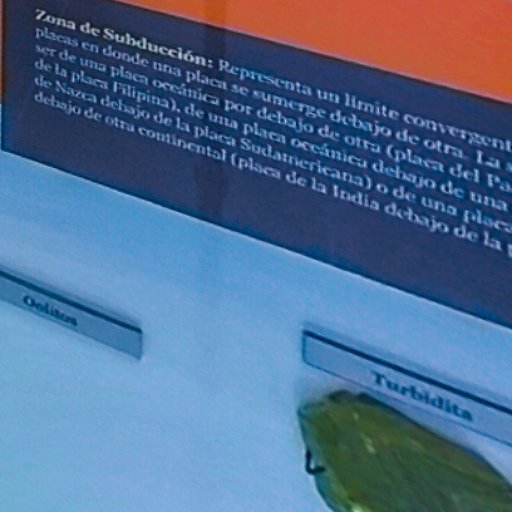 Zona de Subducción: Representa un límite convergent
placas en donde una placa se sumerge debajo de otra. La s
ser de una placa oceánica por debajo de otra (placa del Pa
de la placa Filipina), de una placa oceánica debajo de una
de Nazca debajo de la placa Sudamericana) o de una placa
debajo de otra continental (placa de la India debajo de la
Oolitos
Turbidita